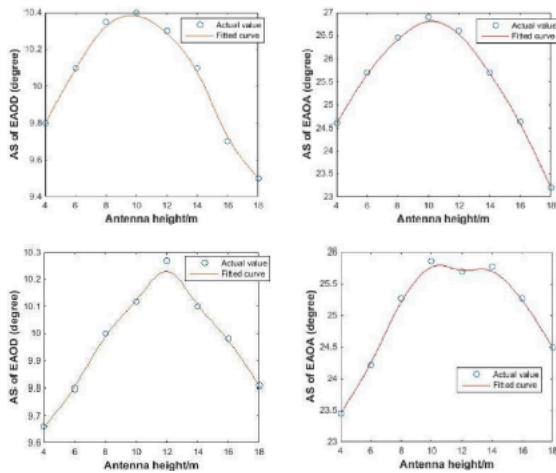 10.4
10.2
10
9.8
9.6
9.4
AS of EAOD (degree)
4 6 8 10 12 14 16 18
Antenna height/m
Actual value
Fitted curve
27
26.5
26
25.5
25
24.5
24
23.5
23
AS of EAOA (degree)
4 6 8 10 12 14 16 18
Antenna height/m
Actual value
Fitted curve
10.3
10.2
10.1
10
9.9
9.8
9.7
9.6
AS of EAOD (degree)
4 6 8 10 12 14 16 18
Antenna height/m
Actual value
Fitted curve
26
25.5
25
24.5
24
23.5
23
AS of EAOA (degree)
4 6 8 10 12 14 16 18
Antenna height/m
Actual value
Fitted curve